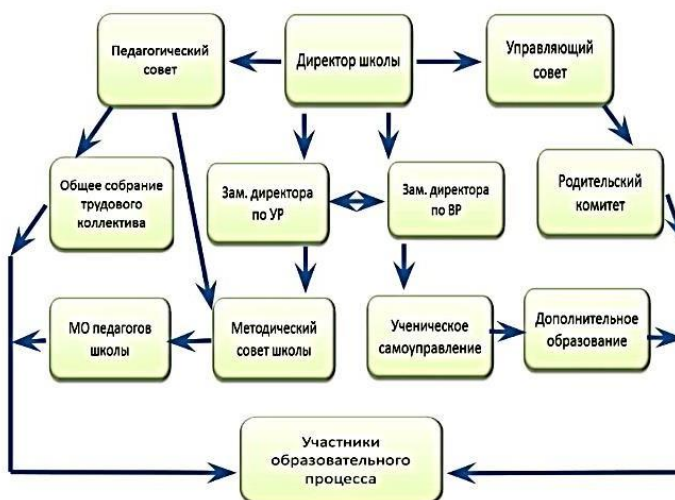 Педагогический
совет
Директор школы
Управляющий
совет
Общее собрание
трудового
коллектива
Зам. директора
по УР
Зам. директора
по ВР
Родительский
комитет
МО педагогов
школы
Методический
совет школы
Ученическое
самоуправление
Дополнительное
образование
Участники
образовательного
процесса